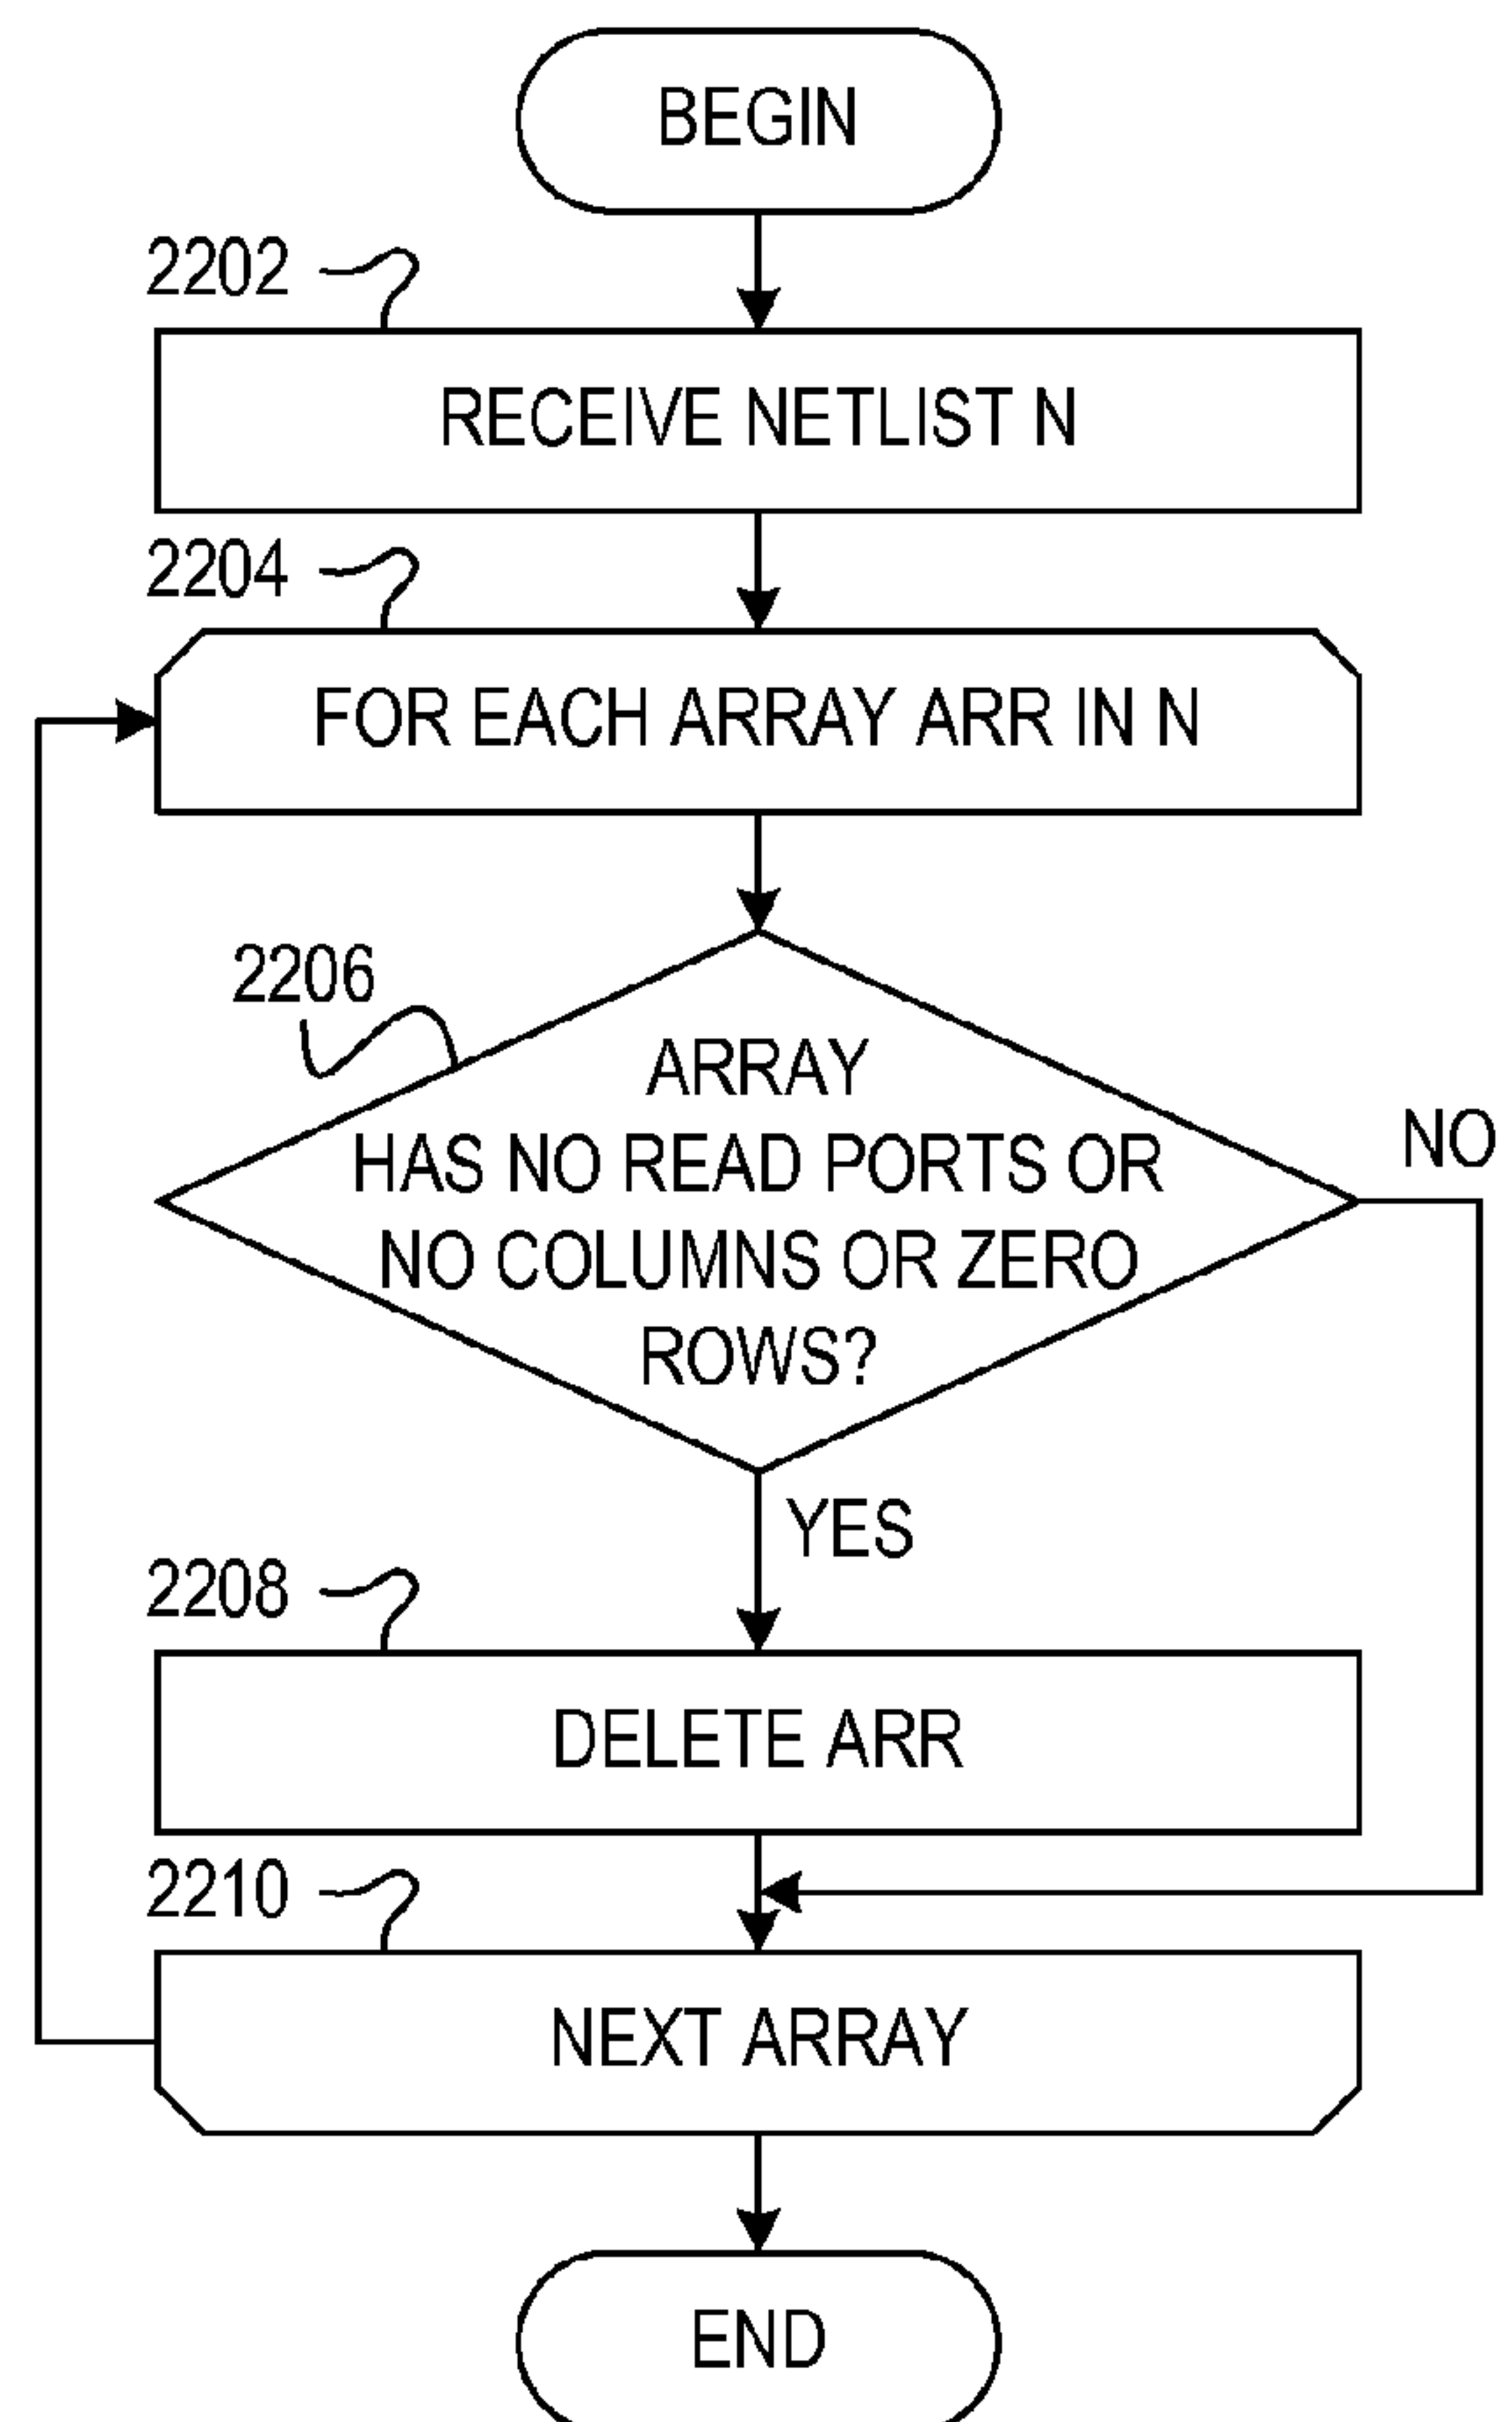 BEGIN
2202
RECEIVE NETLIST N
2204
FOR EACH ARRAY ARR IN N
2206
ARRAY
HAS NO READ PORTS OR
NO COLUMNS OR ZERO
ROWS?
NO
YES
2208
DELETE ARR
2210
NEXT ARRAY
END